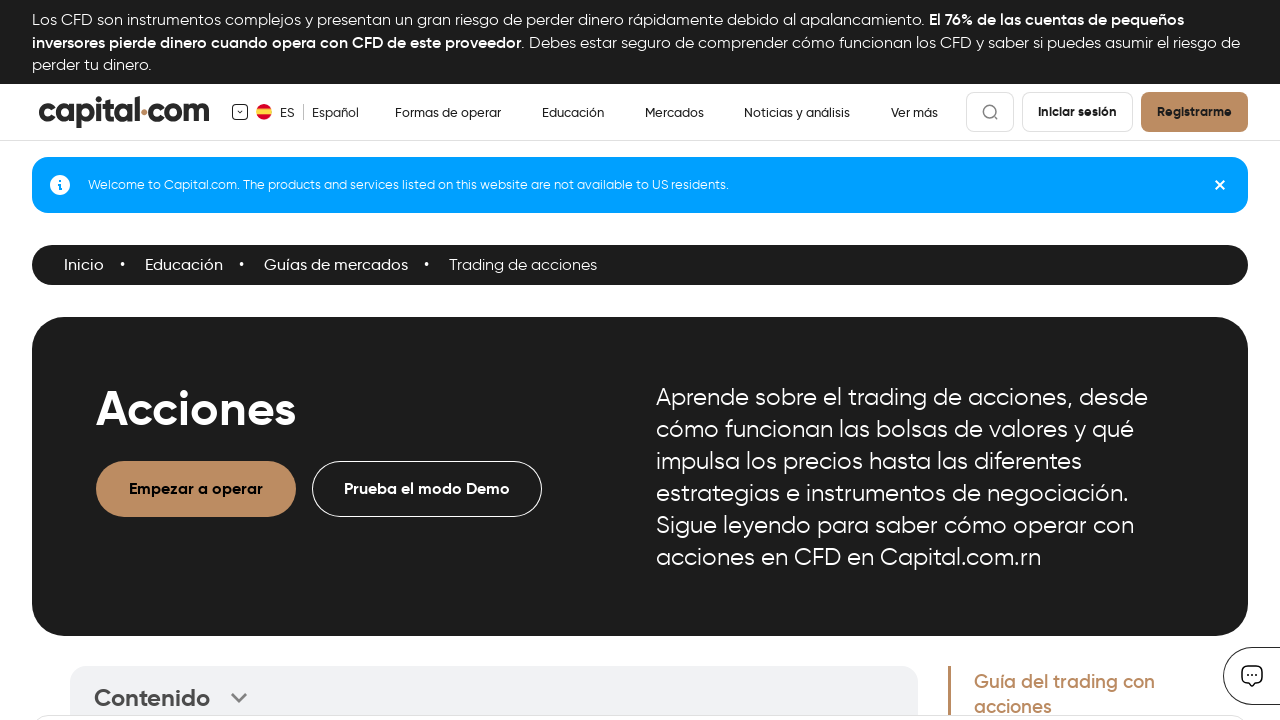 Los CFD son instrumentos complejos y presentan un gran riesgo de perder dinero rápidamente debido al apalancamiento. El 76% de las cuentas de pequeños
inversores pierde dinero cuando opera con CFD de este proveedor. Debes estar seguro de comprender cómo funcionan los CFD y saber si puedes asumir el riesgo de
perder tu dinero.
capital.com
ES Español Formas de operar Educación Mercados Noticias y análisis Ver más Iniciar sesión Registrarme
Welcome to Capital.com. The products and services listed on this website are not available to US residents.
Inicio • Educación • Guías de mercados • Trading de acciones
Acciones
Empezar a operar Prueba el modo Demo
Aprende sobre el trading de acciones, desde
cómo funcionan las bolsas de valores y qué
impulsa los precios hasta las diferentes
estrategias e instrumentos de negociación.
Sigue leyendo para saber cómo operar con
acciones en CFD en Capital.com.rn
Contenido
Guía del trading con
acciones